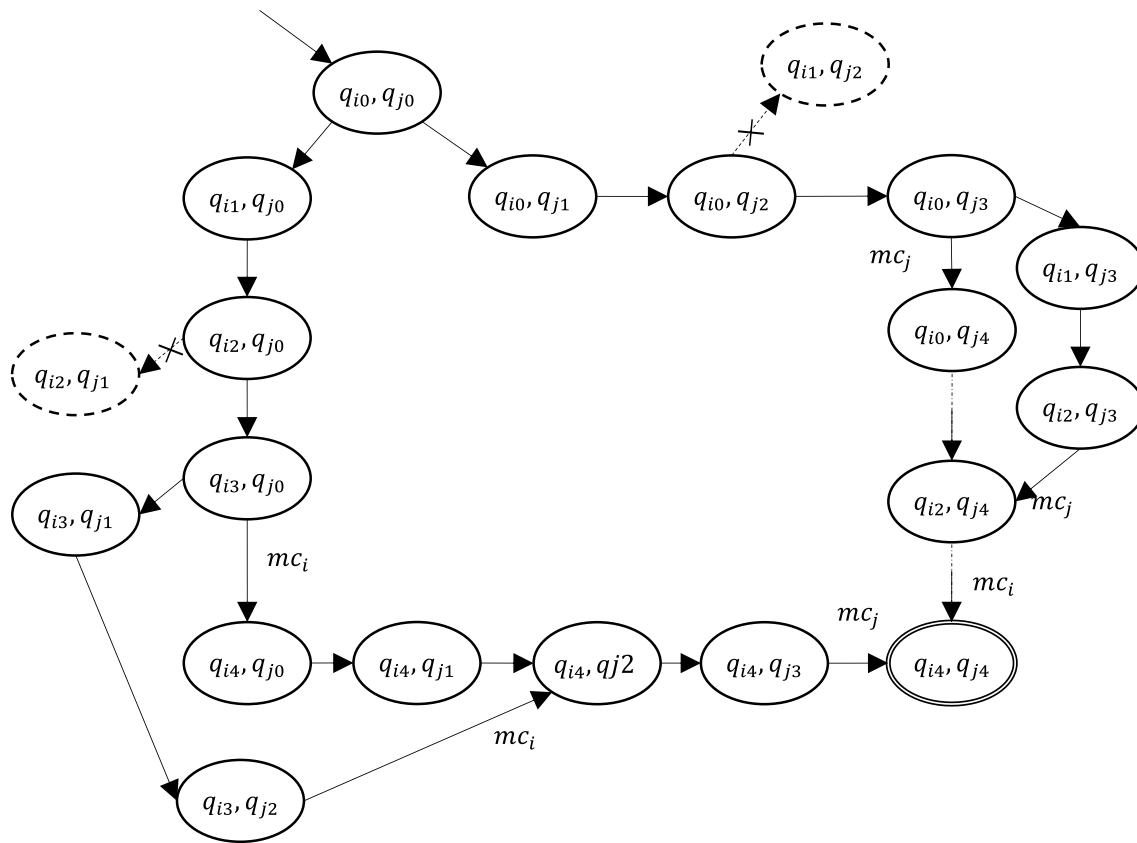 q_{i0}, q_{j0}
q_{i1}, q_{j2}
q_{i1}, q_{j0}
q_{i0}, q_{j1}
q_{i0}, q_{j2}
q_{i0}, q_{j3}
mc_j
q_{i1}, q_{j3}
q_{i2}, q_{j0}
q_{i0}, q_{j4}
q_{i2}, q_{j1}
q_{i2}, q_{j3}
q_{i3}, q_{j0}
q_{i3}, q_{j1}
q_{i2}, q_{j4}
mc_j
mc_i
mc_i
mc_j
q_{i4}, q_{j0}
q_{i4}, q_{j1}
q_{i4}, qj2
q_{i4}, q_{j3}
q_{i4}, q_{j4}
mc_i
q_{i3}, q_{j2}